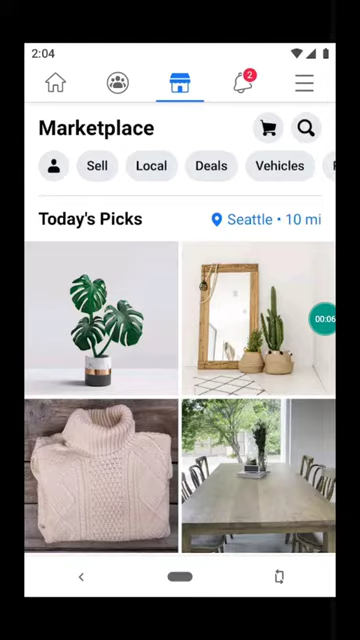 2:04
2
Marketplace
Sell Local Deals Vehicles
Today's Picks Seattle • 10 mi
00:06